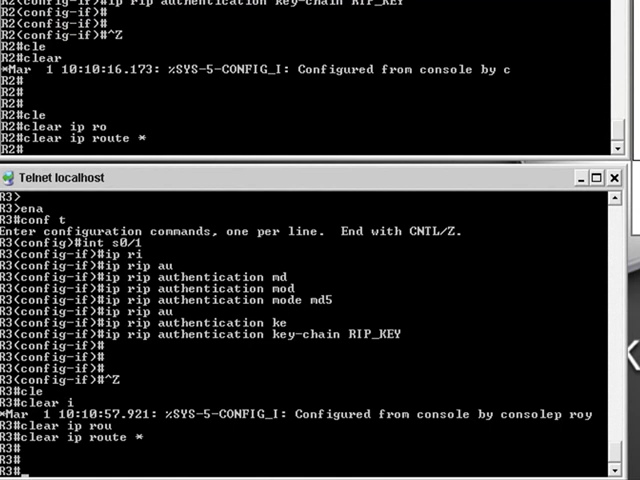 R2(config-if)#ip rip authentication key-chain RIP_KEY
R2(config-if)#
R2(config-if)#
R2(config-if)#^Z
R2#cle
R2#clear
*Mar  1 10:10:16.173: %SYS-5-CONFIG_I: Configured from console by c
R2#
R2#
R2#
R2#cle
R2#clear ip ro
R2#clear ip route *
R2#
Telnet localhost
R3>
R3>ena
R3#conf t
Enter configuration commands, one per line.  End with CNTL/Z.
R3(config)#int s0/1
R3(config-if)#ip ri
R3(config-if)#ip rip au
R3(config-if)#ip rip authentication md
R3(config-if)#ip rip authentication mod
R3(config-if)#ip rip authentication mode md5
R3(config-if)#ip rip au
R3(config-if)#ip rip authentication ke
R3(config-if)#ip rip authentication key-chain RIP_KEY
R3(config-if)#
R3(config-if)#
R3(config-if)#
R3(config-if)#^Z
R3#cle
R3#clear i
*Mar  1 10:10:57.921: %SYS-5-CONFIG_I: Configured from console by consolep roy
R3#clear ip rou
R3#clear ip route *
R3#
R3#
R3#